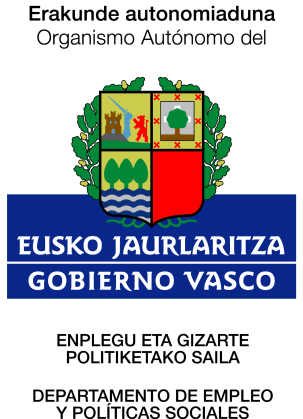 Erakunde autonomiaduna
Organismo Autónomo del
EUSKO JAURLARITZA
GOBIERNO VASCO
ENPLEGU ETA GIZARTE
POLITIKETAKO SAILA
DEPARTAMENTO DE EMPLEO
Y POLÍTICAS SOCIALES